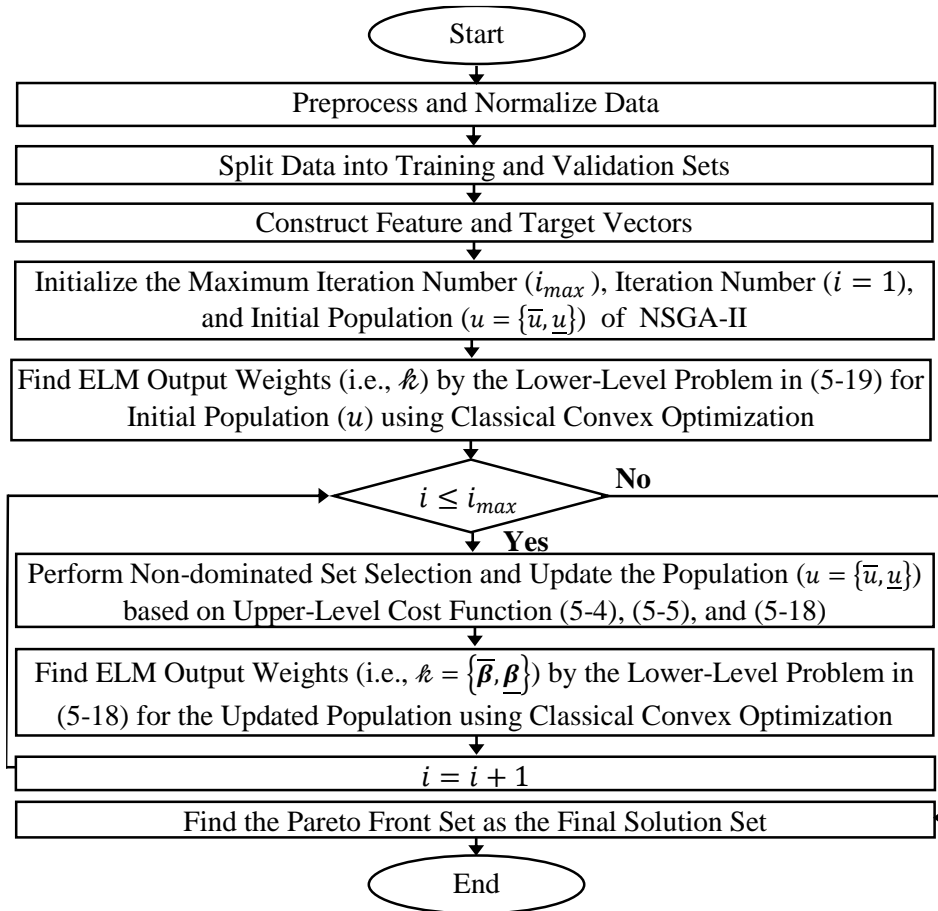 Start
Preprocess and Normalize Data
Split Data into Training and Validation Sets
Construct Feature and Target Vectors
Initialize the Maximum Iteration Number (i_max), Iteration Number (i = 1),
and Initial Population (u = {u̅, u̲}) of NSGA-II
Find ELM Output Weights (i.e., 𝓀) by the Lower-Level Problem in (5-19) for
Initial Population (u) using Classical Convex Optimization
i ≤ i_max
No
Yes
Perform Non-dominated Set Selection and Update the Population (u = {u̅, u̲})
based on Upper-Level Cost Function (5-4), (5-5), and (5-18)
Find ELM Output Weights (i.e., 𝓀 = {β̅, β̲}) by the Lower-Level Problem in
(5-18) for the Updated Population using Classical Convex Optimization
i = i + 1
Find the Pareto Front Set as the Final Solution Set
End